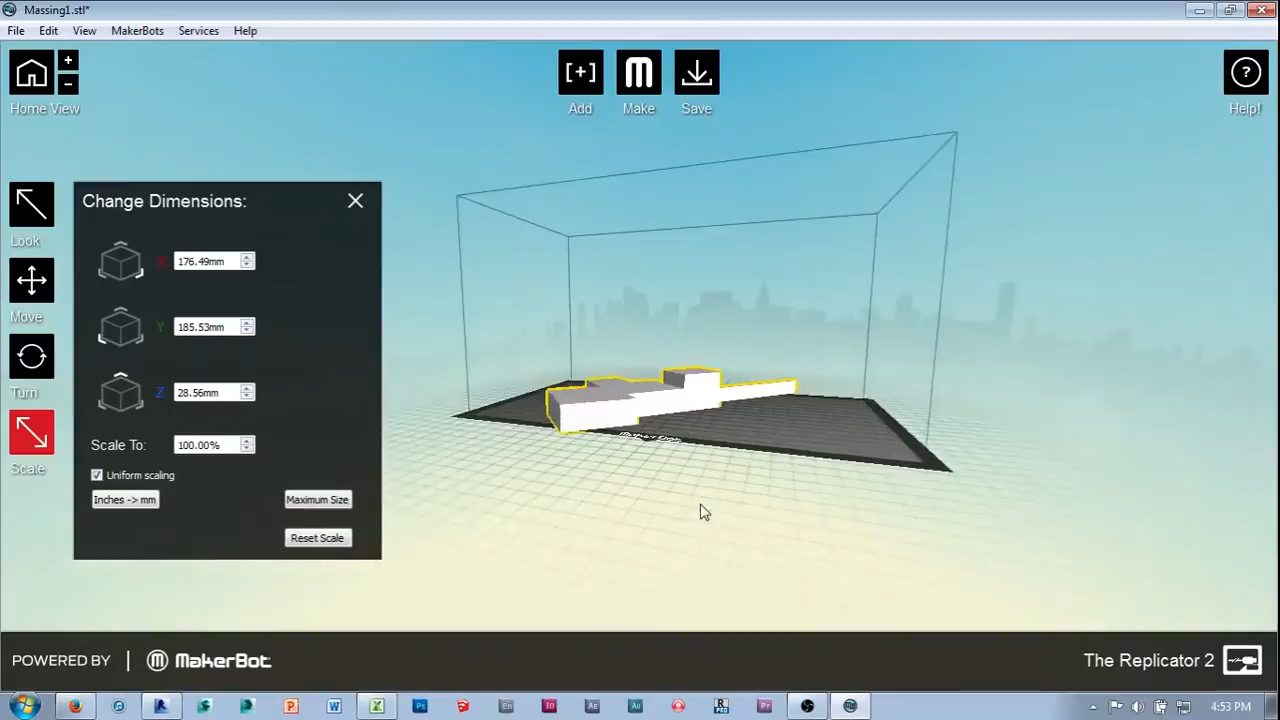 Massing1.stl*
File Edit View MakerBots Services Help
[+] M ?
Home View Add Make Save Help!
Change Dimensions:
Look
X 176.49mm
Move
Y 185.53mm
Turn
Z 28.56mm
Scale To: 100.00%
Scale
Uniform scaling
Inches -> mm Maximum Size
Reset Scale
POWERED BY | MakerBot The Replicator 2
4:53 PM